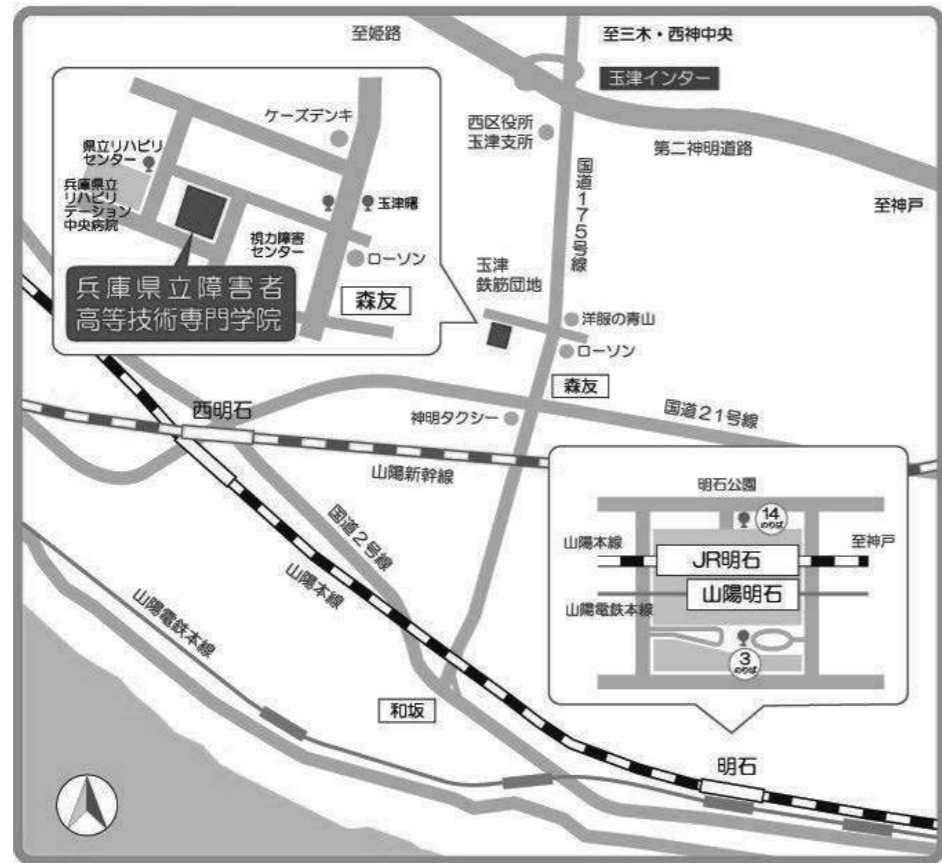 至姫路
至三木・西神中央
玉津インター
ケーズデンキ
西区役所
玉津支所
第二神明道路
県立リハビリ
センター
国道175号線
兵庫県立
リハビリ
テーション
中央病院
玉津曙
至神戸
視力障害
センター
ローソン
玉津
鉄筋団地
兵庫県立障害者
高等技術専門学院
森友
洋服の青山
ローソン
森友
西明石
神明タクシー
国道21号線
山陽新幹線
明石公園
14
のりば
国道2号線
山陽本線
JR明石
至神戸
山陽本線
山陽明石
山陽電鉄本線
山陽電鉄本線
3
のりば
和坂
明石